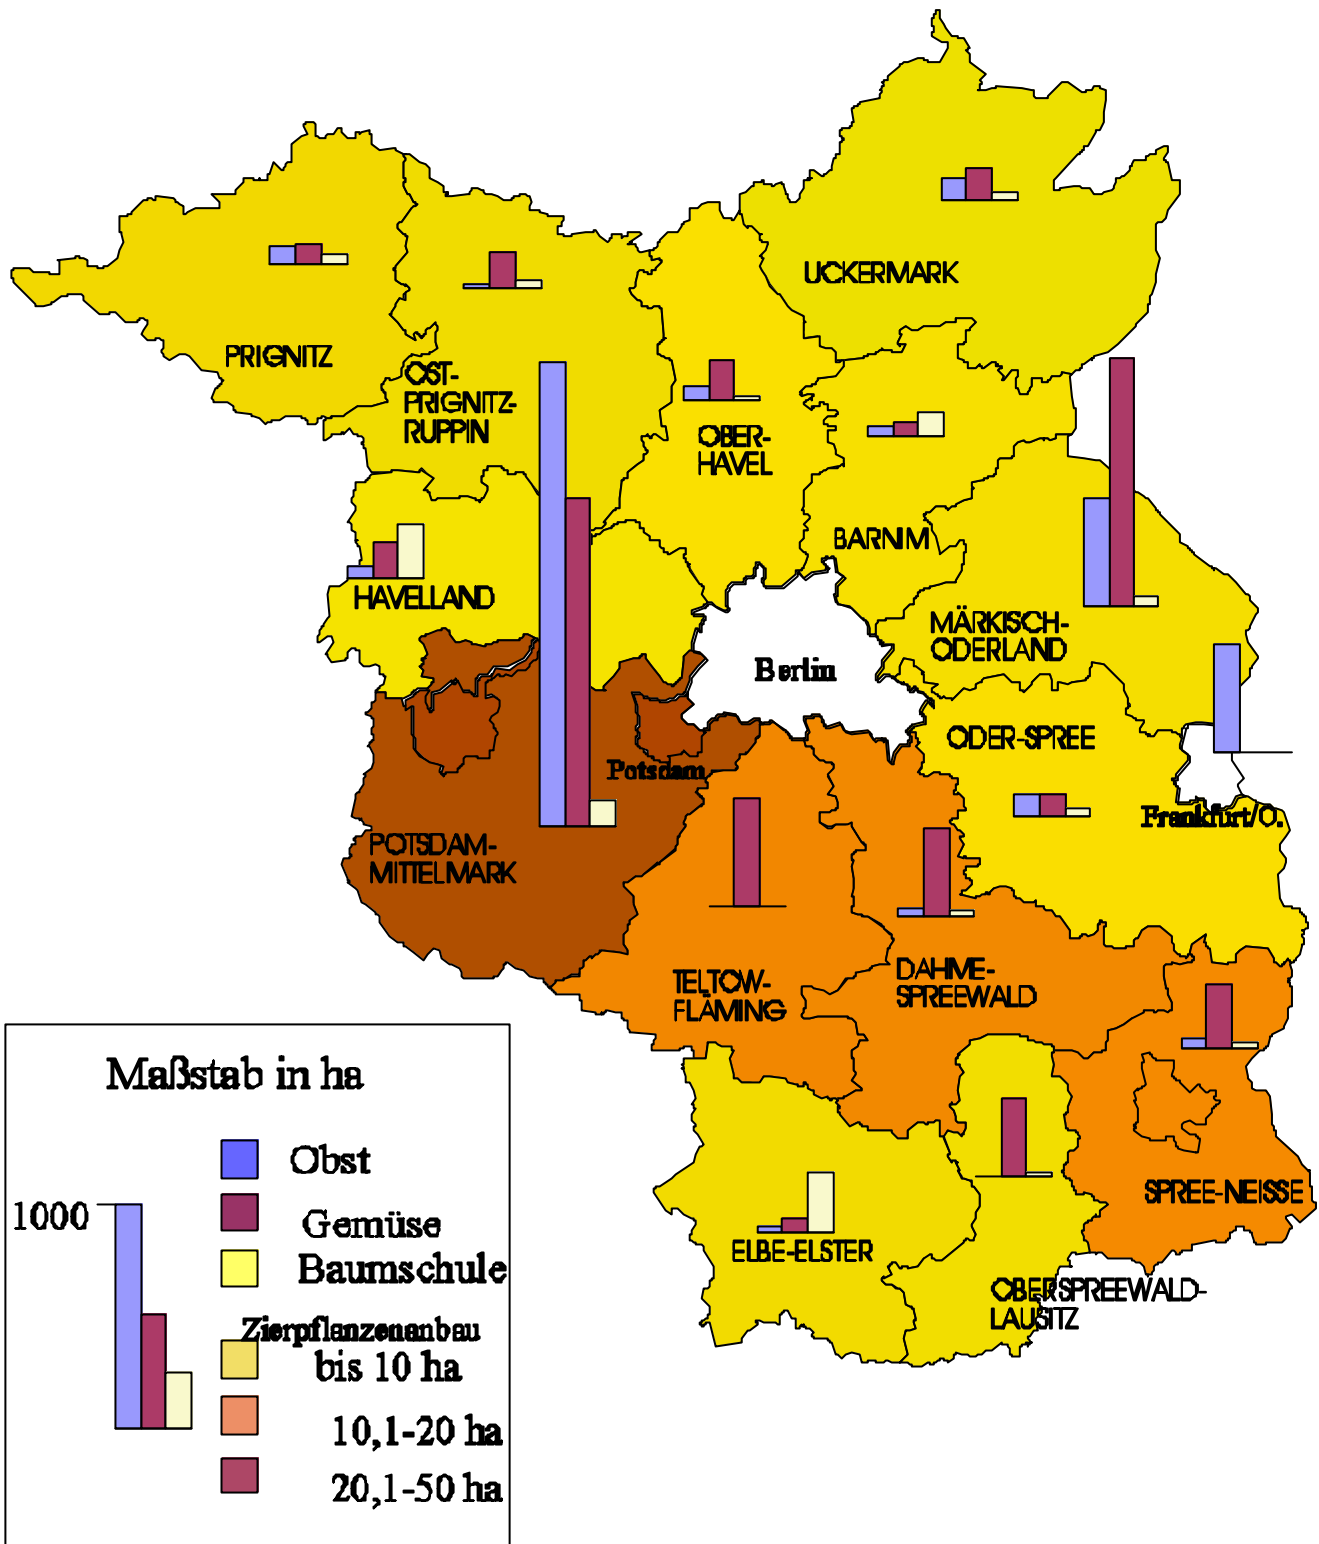 UCKERMARK
PRIGNITZ
OST-
PRIGNITZ-
RUPPIN
OBER-
HAVEL
BARNIM
HAVELLAND
MÄRKISCH-
ODERLAND
Berlin
ODER-SPREE
Potsdam
Frankfurt/O.
POTSDAM-
MITTELMARK
TELTOW-
FLÄMING
DAHME-
SPREEWALD
SPREE-NEISSE
ELBE-ELSTER
OBERSPREEWALD-
LAUSITZ
Maßstab in ha
Obst
1000
Gemüse
Baumschule
Zierpflanzenanbau
bis 10 ha
10,1-20 ha
20,1-50 ha